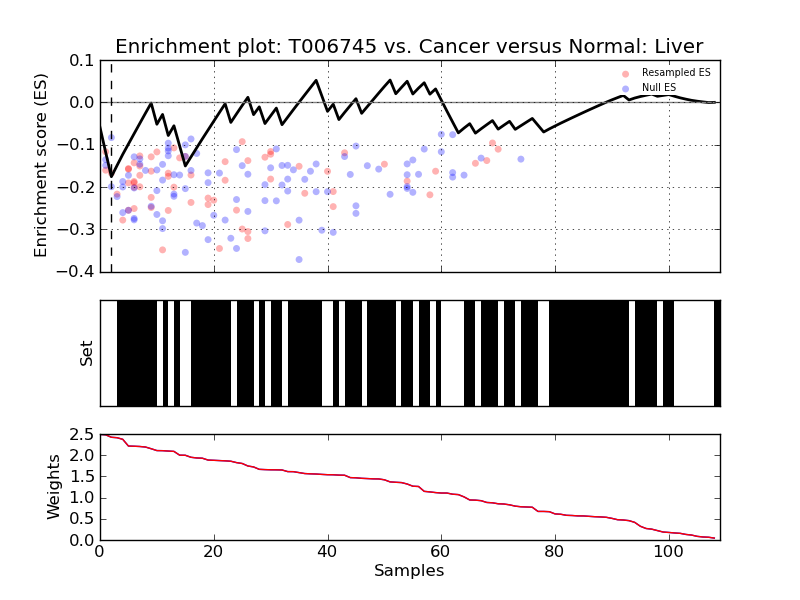 Enrichment plot: T006745 vs. Cancer versus Normal: Liver
Enrichment score (ES)
0.1
0.0
−0.1
−0.2
−0.3
−0.4
Resampled ES
Null ES
Set
Weights
2.5
2.0
1.5
1.0
0.5
0.0
0 20 40 60 80 100
Samples